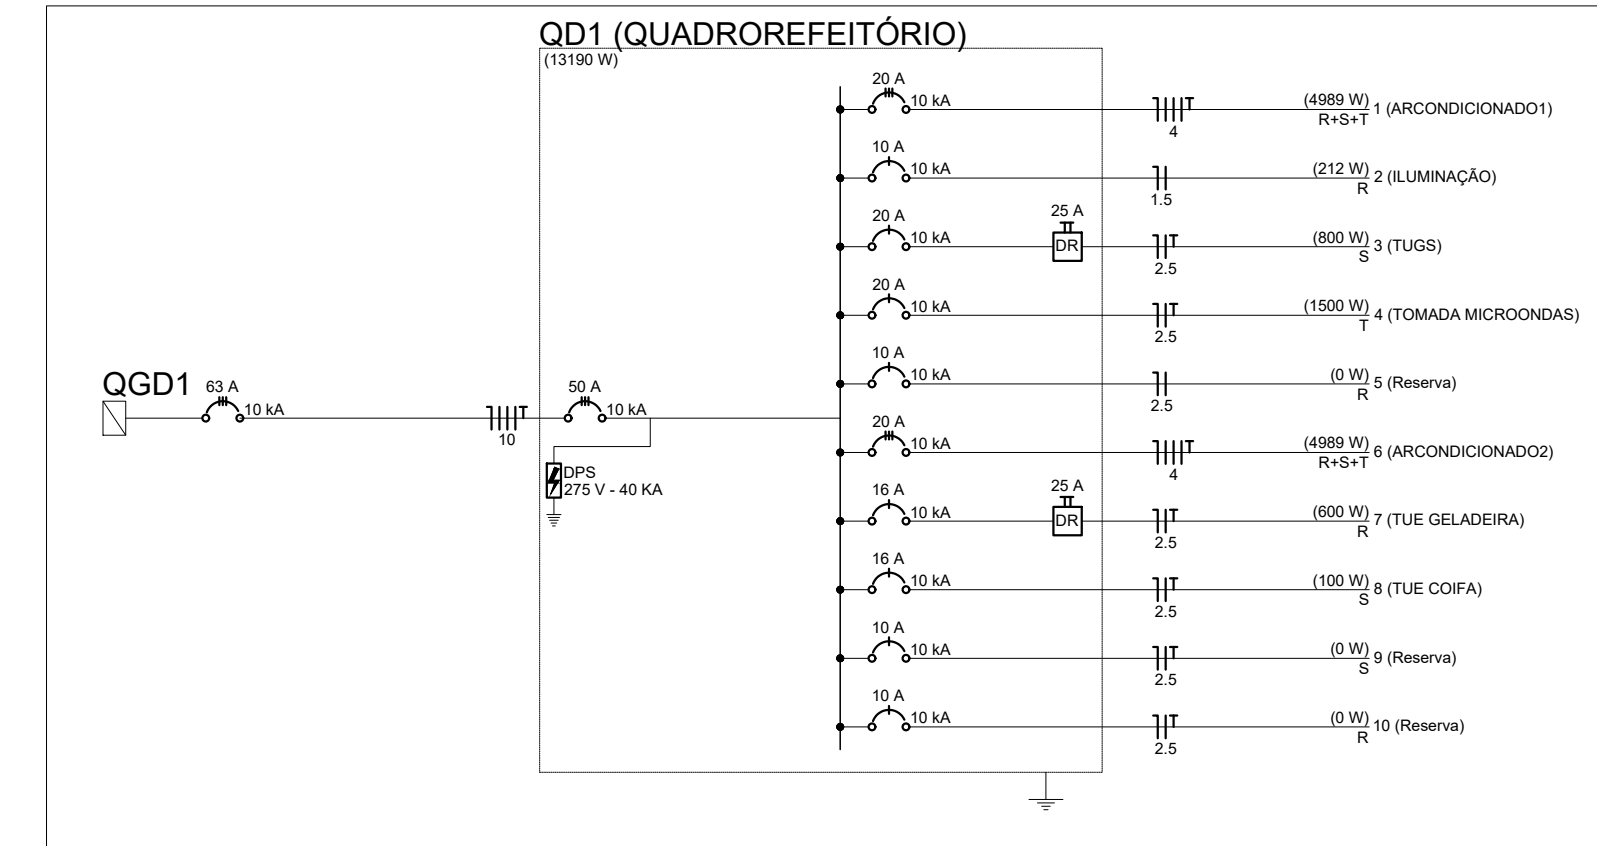 QD1 (QUADROREFEITÓRIO)
(13190 W)
20 A
10 kA
4
(4989 W)
R+S+T
1 (ARCONDICIONADO1)
10 A
10 kA
1.5
(212 W)
R
2 (ILUMINAÇÃO)
20 A
10 kA
25 A
DR
2.5
(800 W)
S
3 (TUGS)
20 A
10 kA
2.5
(1500 W)
T
4 (TOMADA MICROONDAS)
10 A
10 kA
2.5
(0 W)
R
5 (Reserva)
QGD1
63 A
10 kA
10
50 A
10 kA
DPS
275 V - 40 KA
20 A
10 kA
4
(4989 W)
R+S+T
6 (ARCONDICIONADO2)
16 A
10 kA
25 A
DR
2.5
(600 W)
R
7 (TUE GELADEIRA)
16 A
10 kA
2.5
(100 W)
S
8 (TUE COIFA)
10 A
10 kA
2.5
(0 W)
S
9 (Reserva)
10 A
10 kA
2.5
(0 W)
R
10 (Reserva)